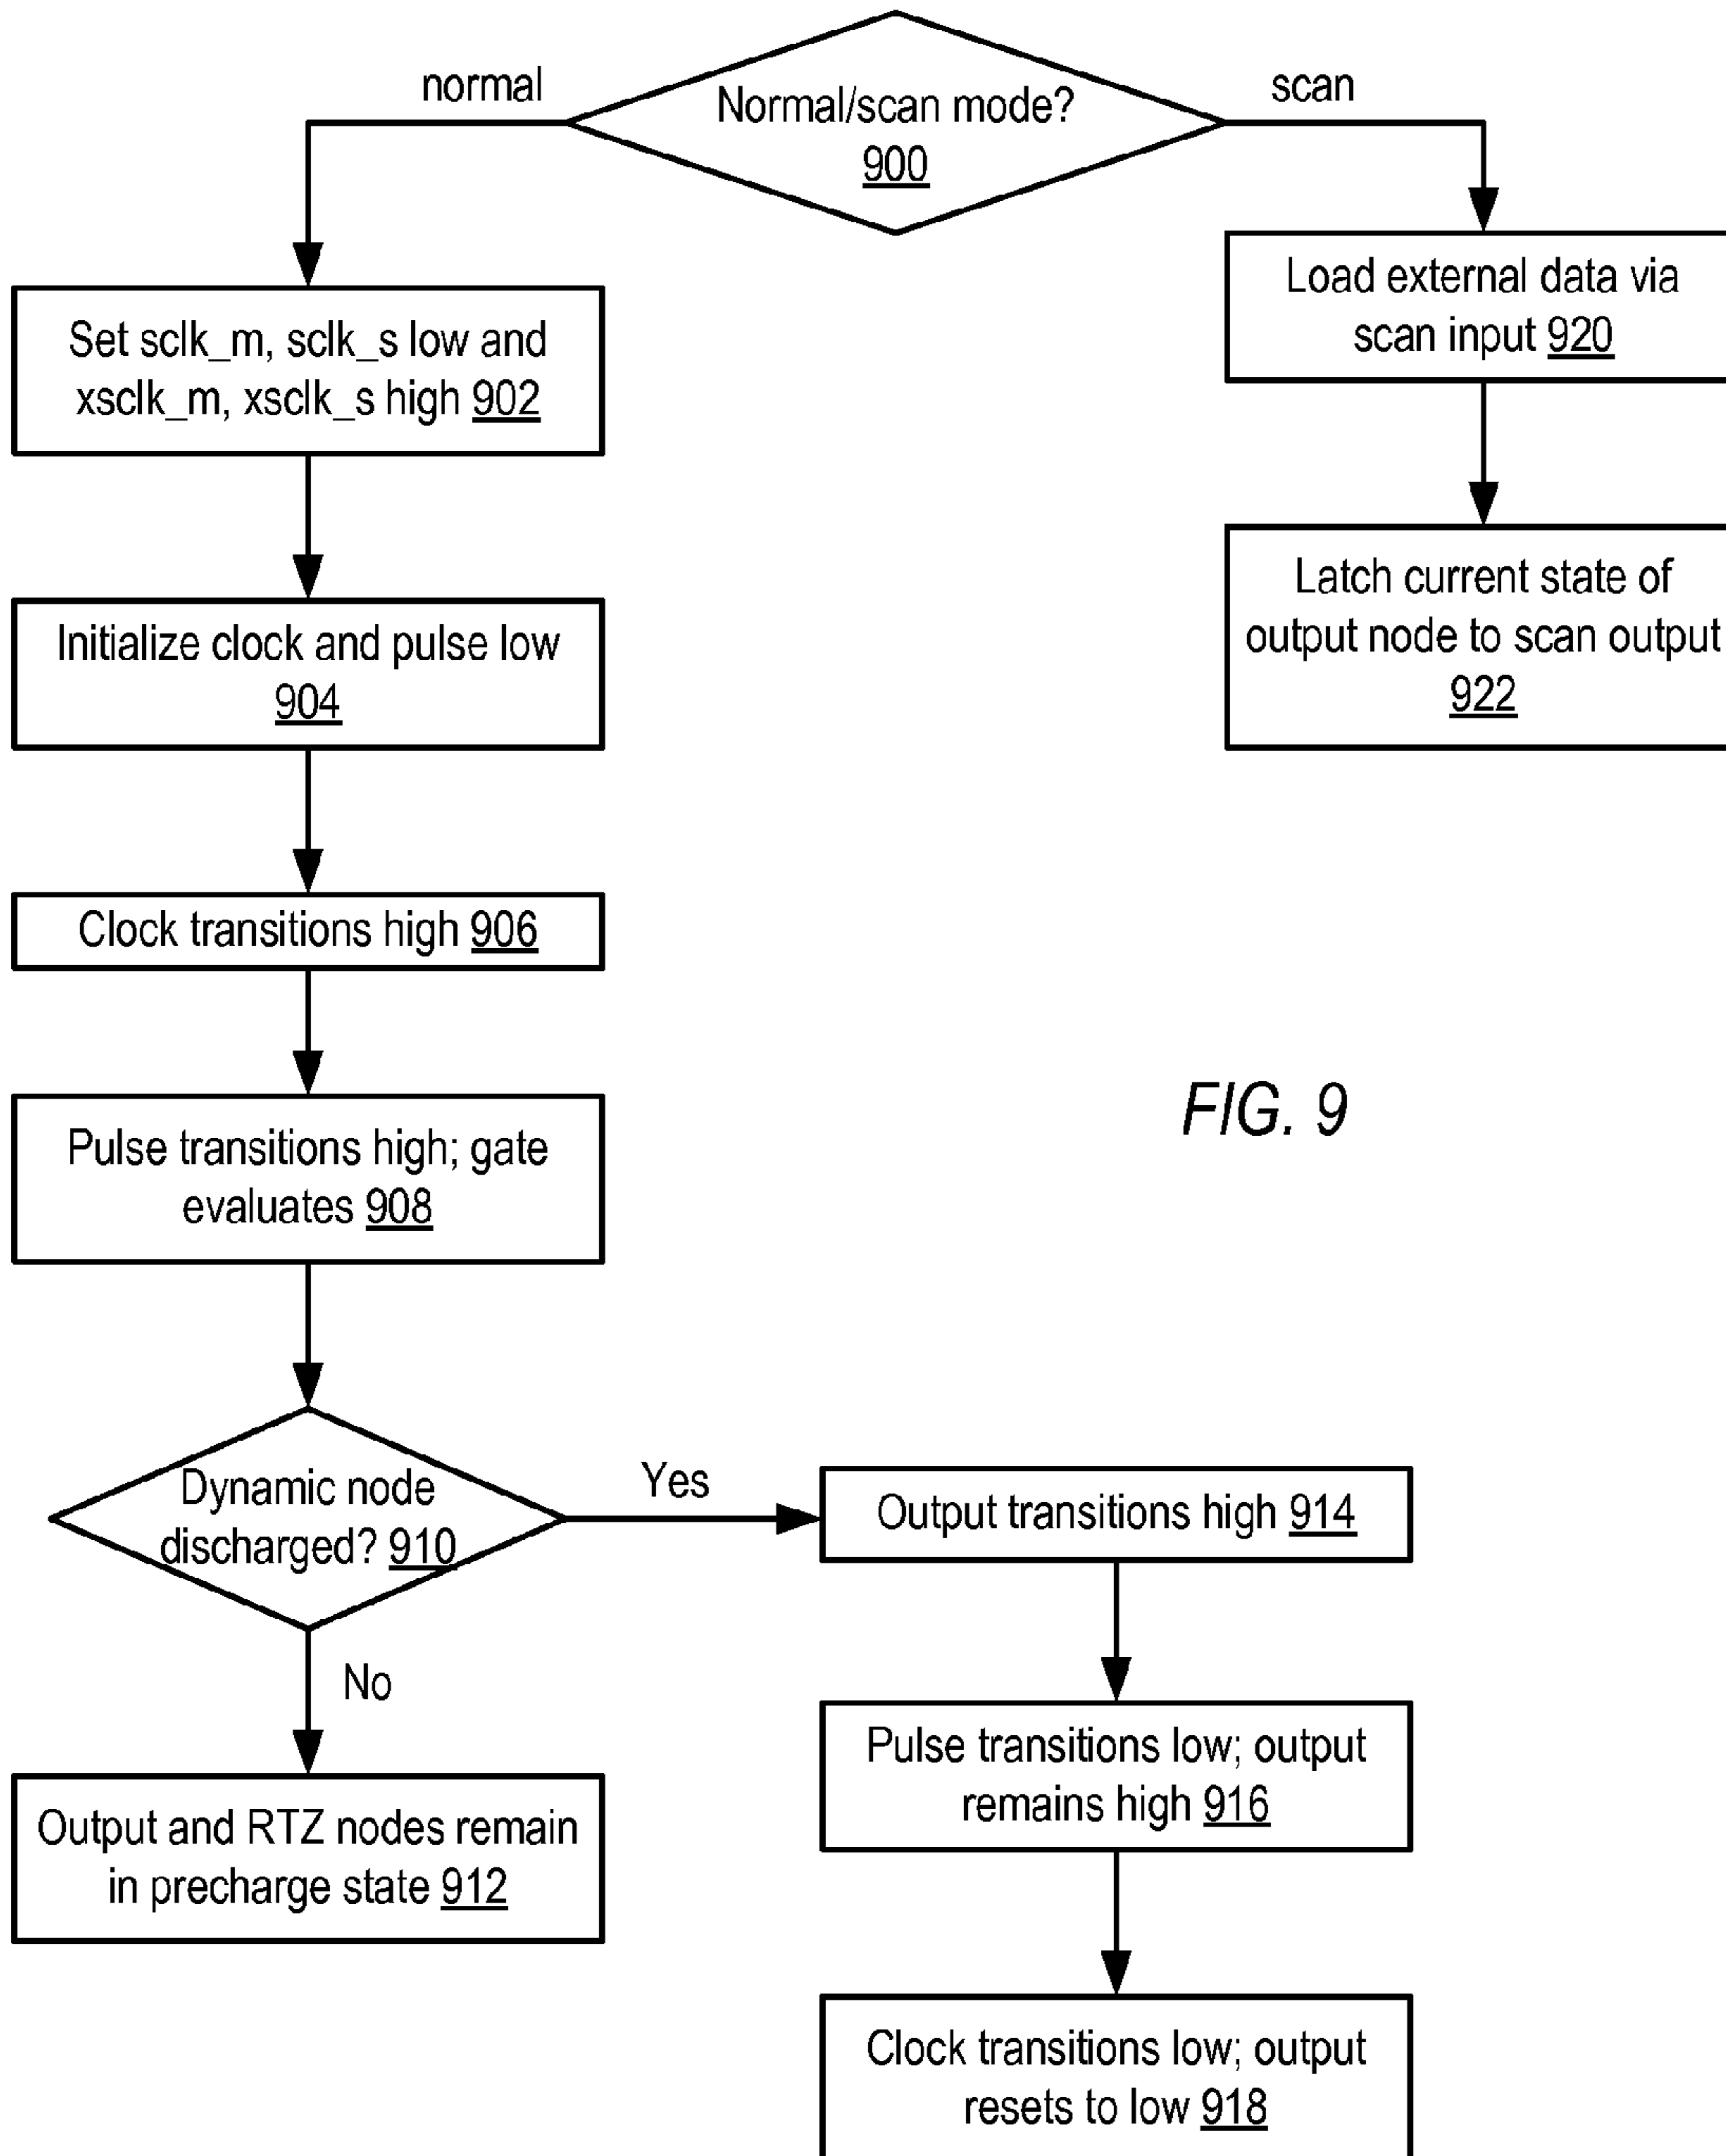 normal
Normal/scan mode?
900
scan
Load external data via
scan input 920
Set sclk_m, sclk_s low and
xsclk_m, xsclk_s high 902
Latch current state of
output node to scan output
922
Initialize clock and pulse low
904
Clock transitions high 906
Pulse transitions high; gate
evaluates 908
FIG. 9
Dynamic node
discharged? 910
Yes
Output transitions high 914
No
Pulse transitions low; output
remains high 916
Output and RTZ nodes remain
in precharge state 912
Clock transitions low; output
resets to low 918